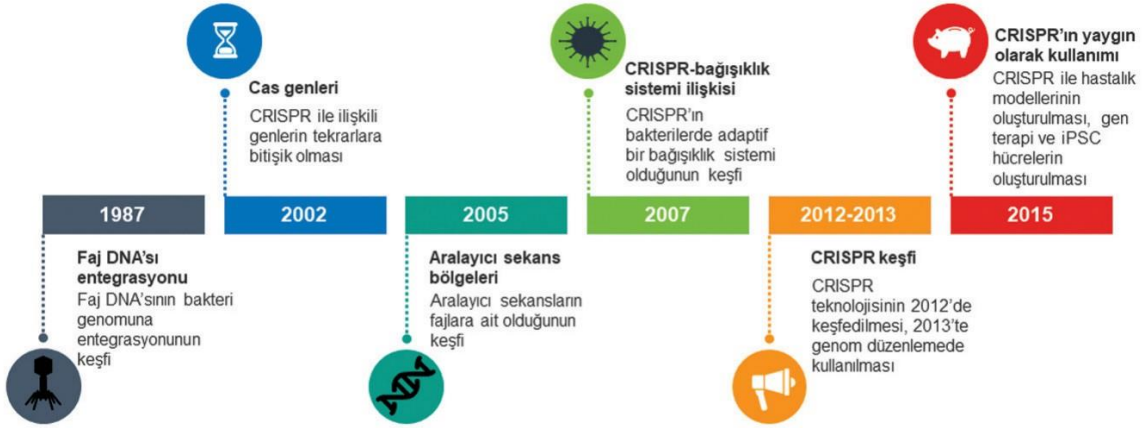 1987
Faj DNA'sı
entegrasyonu
Faj DNA'sının bakteri
genomuna
entegrasyonunun
keşfi
Cas genleri
CRISPR ile ilişkili
genlerin tekrarlara
bitişik olması
2002
2005
Aralayıcı sekans
bölgeleri
Aralayıcı sekansların
fajlara ait olduğunun
keşfi
CRISPR-bağışıklık
sistemi ilişkisi
CRISPR'ın
bakterilerde adaptif
bir bağışıklık sistemi
olduğunun keşfi
2007
2012-2013
CRISPR keşfi
CRISPR
teknolojisinin 2012'de
keşfedilmesi, 2013'te
genom düzenlemede
kullanılması
CRISPR'ın yaygın
olarak kullanımı
CRISPR ile hastalık
modellerinin
oluşturulması, gen
terapi ve iPSC
hücrelerin
oluşturulması
2015